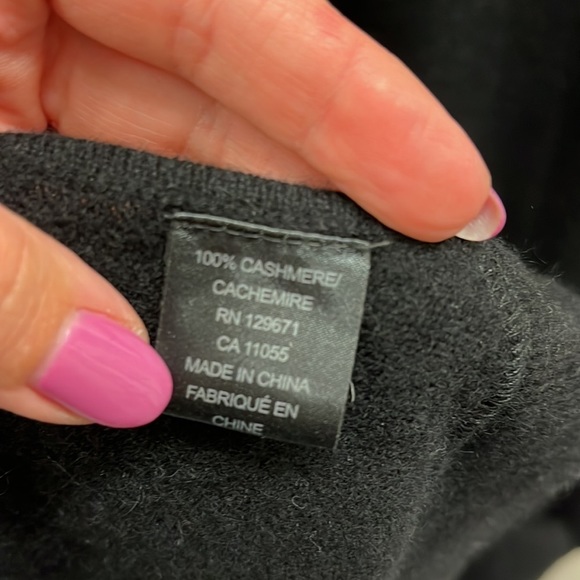 100% CASHMERE/
CACHEMIRE
RN 129671
CA 11055
MADE IN CHINA
FABRIQUÉ EN
CHINE